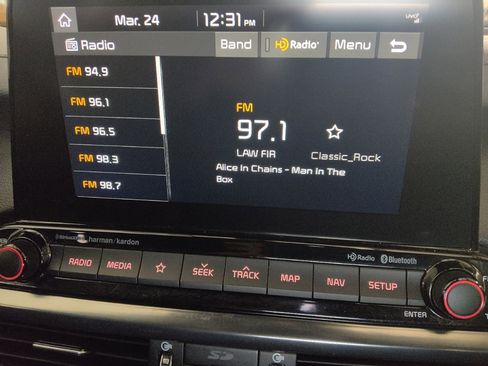 Mar. 24
12:31 PM
UVO
Radio
Band
HD Radio
Menu
FM 94.9
FM 96.1
FM 96.5
FM 98.3
FM 98.7
FM
97.1
LAW FIR
Classic_Rock
Alice In Chains - Man In The
Box
SiriusXM
harman/kardon
HD Radio
Bluetooth
RADIO
MEDIA
SEEK
TRACK
MAP
NAV
SETUP
ENTER
SD